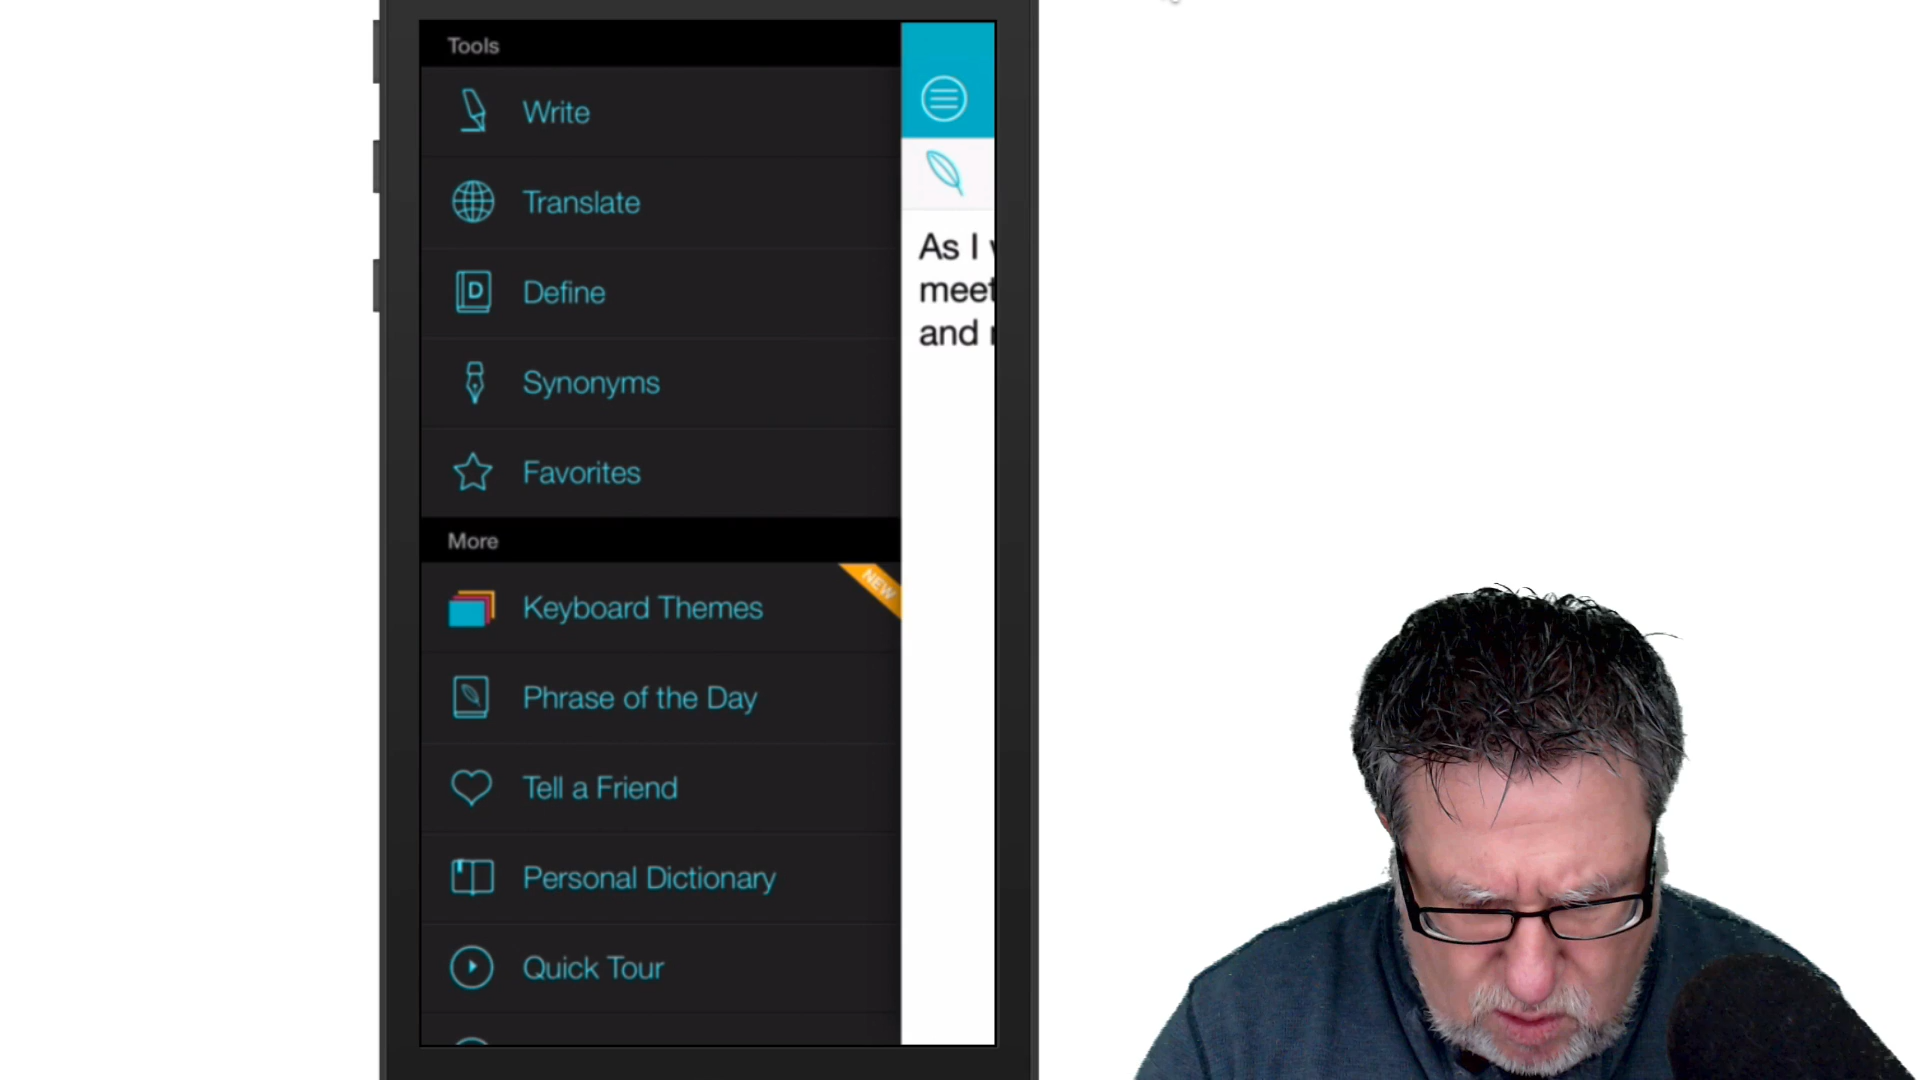 Tools
Write
Translate
D
Define
Synonyms
Favorites
More
NEW
Keyboard Themes
Phrase of the Day
Tell a Friend
Personal Dictionary
Quick Tour
As I
meet
and